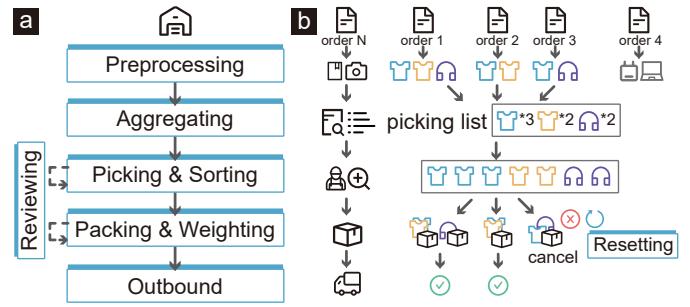 a
Preprocessing
Aggregating
Picking & Sorting
Packing & Weighting
Outbound
Reviewing
b
order N
order 1
order 2
order 3
order 4
picking list
*3
*2
*2
cancel
Resetting